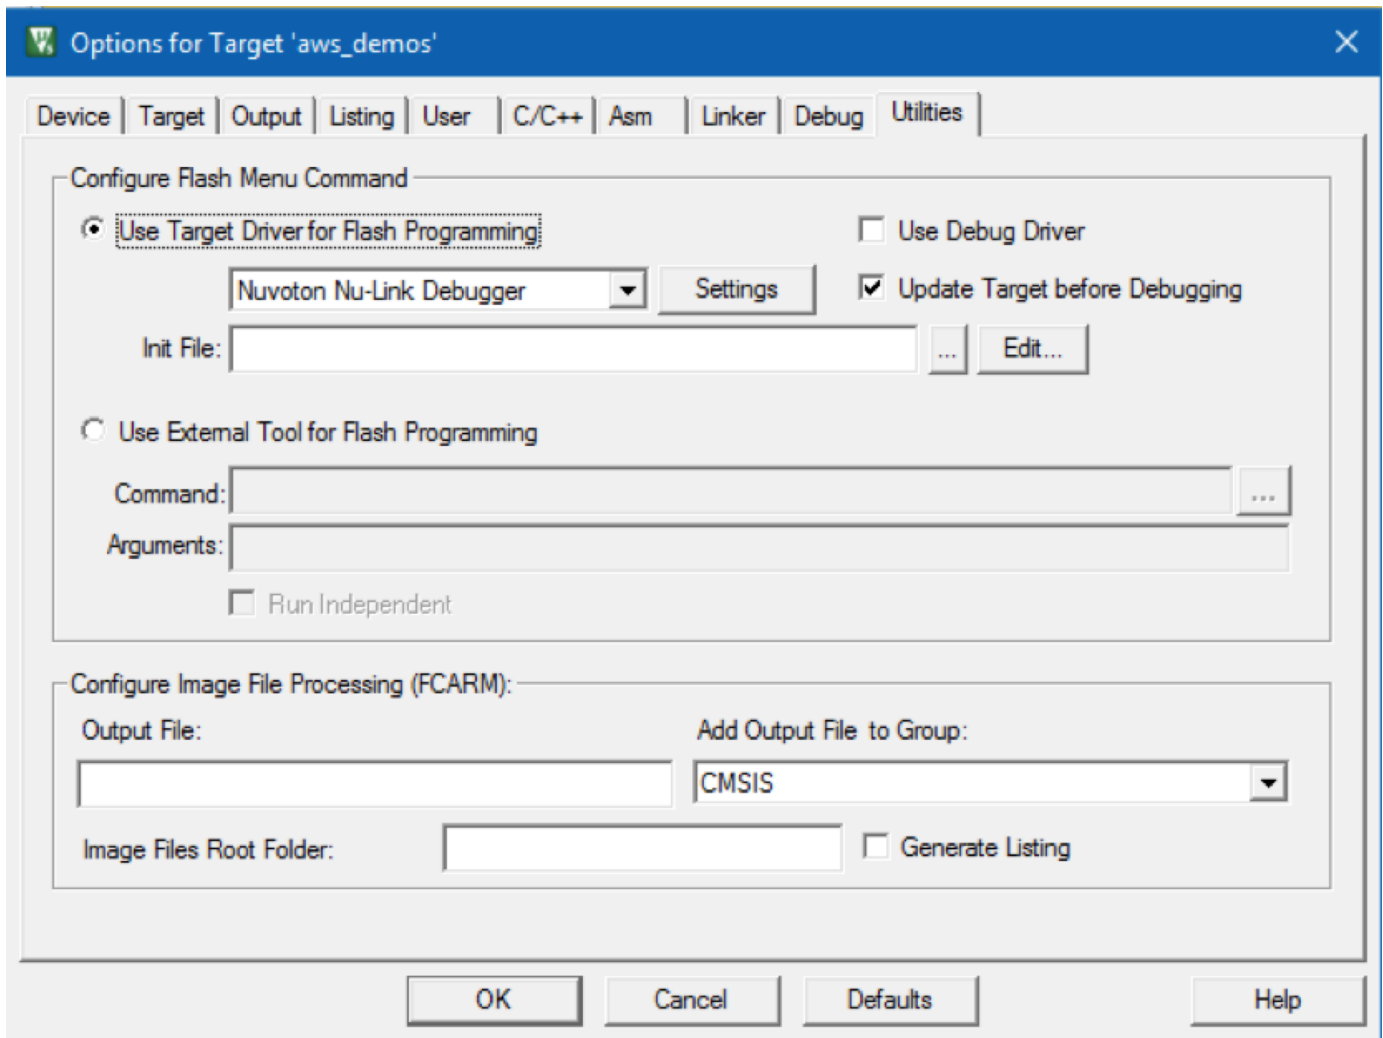 Options for Target 'aws_demos'
Device Target Output Listing User C/C++ Asm Linker Debug Utilities
Configure Flash Menu Command
Use Target Driver for Flash Programming Use Debug Driver
Nuvoton Nu-Link Debugger Settings Update Target before Debugging
Init File: ... Edit...
Use External Tool for Flash Programming
Command: ...
Arguments:
Run Independent
Configure Image File Processing (FCARM):
Output File: Add Output File to Group:
CMSIS
Image Files Root Folder: Generate Listing
OK Cancel Defaults Help